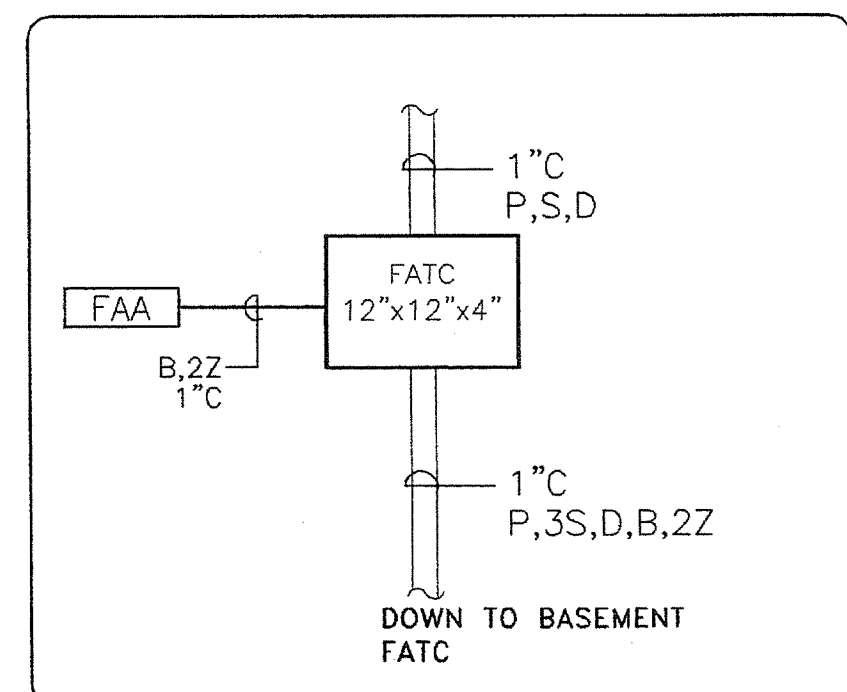 1"C
P,S,D
FATC
12"x12"x4"
FAA
B,2Z
1"C
1"C
P,3S,D,B,2Z
DOWN TO BASEMENT
FATC